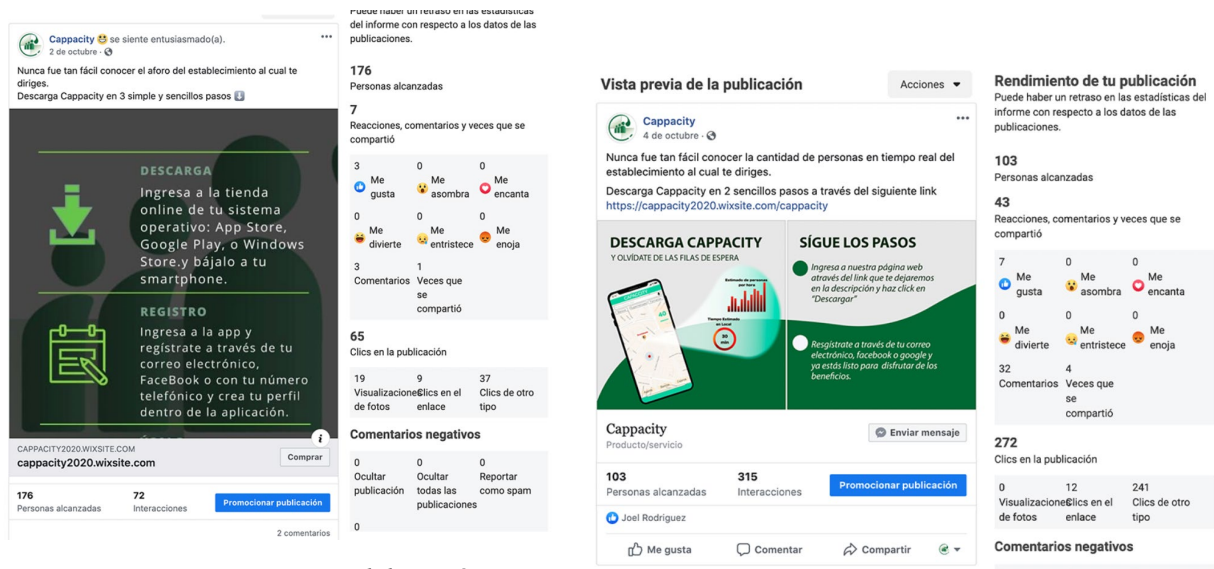 Cappacity 😀 se siente entusiasmado(a).
2 de octubre ·
Nunca fue tan fácil conocer el aforo del establecimiento al cual te
diriges.
Descarga Cappacity en 3 simple y sencillos pasos ⬇️
DESCARGA
Ingresa a la tienda
online de tu sistema
operativo: App Store,
Google Play, o Windows
Store.y bájalo a tu
smartphone.
REGISTRO
Ingresa a la app y
regístrate a través de tu
correo electrónico,
FaceBook o con tu número
telefónico y crea tu perfil
dentro de la aplicación.
CAPPACITY2020.WIXSITE.COM
cappacity2020.wixsite.com
Comprar
176
Personas alcanzadas
72
Interacciones
Promocionar publicación
2 comentarios
Puede haber un retraso en las estadísticas
del informe con respecto a los datos de las
publicaciones.
176
Personas alcanzadas
7
Reacciones, comentarios y veces que se
compartió
3 Me gusta
0 Me asombra
0 Me encanta
0 Me divierte
0 Me entristece
0 Me enoja
3 Comentarios
1 Veces que se compartió
65
Clics en la publicación
19 Visualizaciones de fotos
9 Clics en el enlace
37 Clics de otro tipo
Comentarios negativos
0 Ocultar publicación
0 Ocultar todas las publicaciones
0 Reportar como spam
0
Vista previa de la publicación
Acciones
Cappacity
4 de octubre ·
Nunca fue tan fácil conocer la cantidad de personas en tiempo real del
establecimiento al cual te diriges.
Descarga Cappacity en 2 sencillos pasos a través del siguiente link
https://cappacity2020.wixsite.com/cappacity
DESCARGA CAPPACITY
Y OLVÍDATE DE LAS FILAS DE ESPERA
CAPPACITY
Estimado de personas
por hora
Tiempo Estimado
en Local
30
min
SÍGUE LOS PASOS
Ingresa a nuestra página web
através del link que te dejaremos
en la descripción y haz click en
"Descargar"
Resgístrate a través de tu correo
electrónico, facebook o google y
ya estás listo para disfrutar de los
beneficios.
Cappacity
Producto/servicio
Enviar mensaje
103
Personas alcanzadas
315
Interacciones
Promocionar publicación
Joel Rodriguez
Me gusta
Comentar
Compartir
Rendimiento de tu publicación
Puede haber un retraso en las estadísticas del
informe con respecto a los datos de las
publicaciones.
103
Personas alcanzadas
43
Reacciones, comentarios y veces que se
compartió
7 Me gusta
0 Me asombra
0 Me encanta
0 Me divierte
0 Me entristece
0 Me enoja
32 Comentarios
4 Veces que se compartió
272
Clics en la publicación
0 Visualizaciones de fotos
12 Clics en el enlace
241 Clics de otro tipo
Comentarios negativos